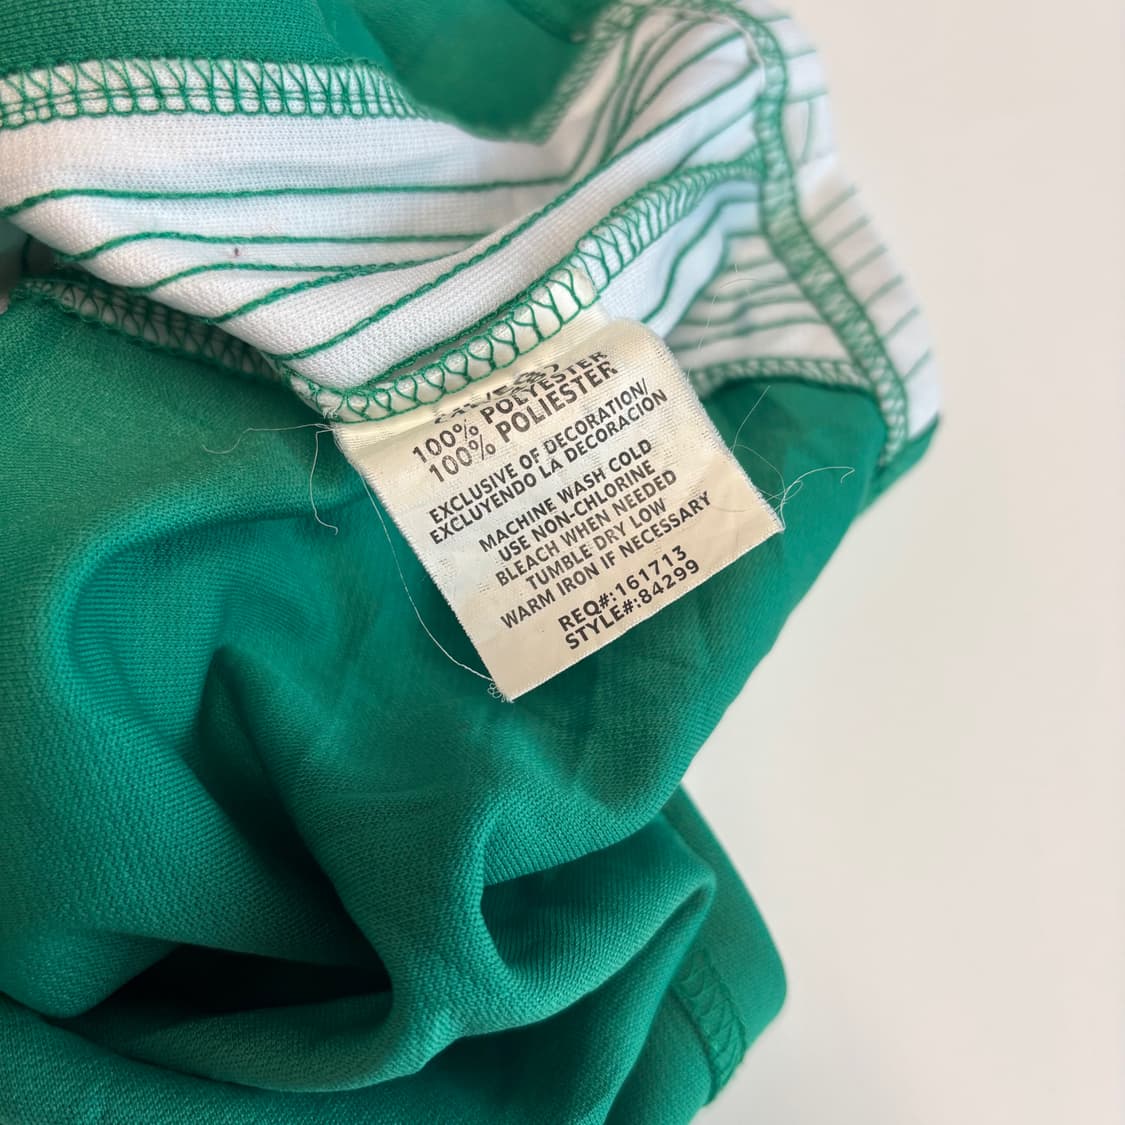 100% POLYESTER
100% POLIESTER
EXCLUSIVE OF DECORATION/
EXCLUYENDO LA DECORACIÓN
MACHINE WASH COLD
USE NON-CHLORINE
BLEACH WHEN NEEDED
TUMBLE DRY LOW
WARM IRON IF NECESSARY
REQ#:161713
STYLE#:84299